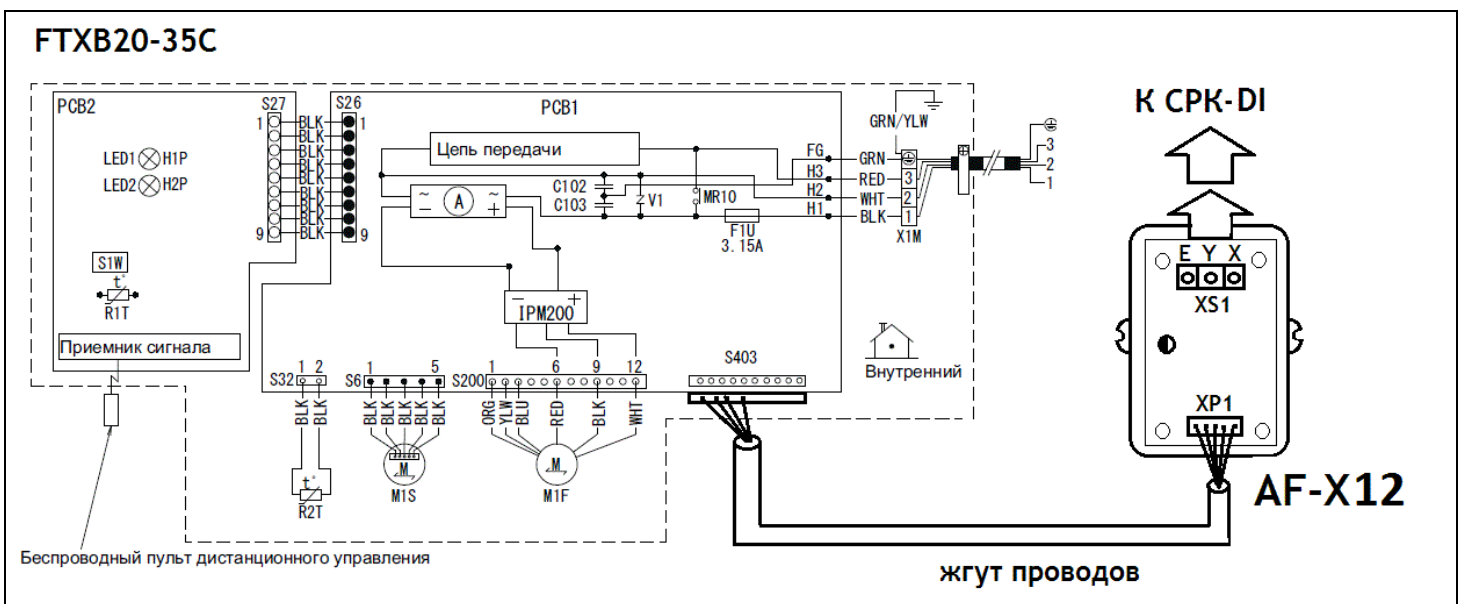 FTXB20-35C
PCB2
S27
S26
PCB1
1
1
BLK
BLK
BLK
BLK
BLK
BLK
BLK
BLK
BLK
9
9
LED1 H1P
LED2 H2P
S1W
t°
R1T
Приемник сигнала
Цепь передачи
~ ~
A
− +
C102
C103
V1
MR10
F1U
3.15A
GRN/YLW
FG GRN
H3 RED 3
H2 WHT 2
H1 BLK 1
X1M
3
2
1
− +
IPM200
Внутренний
S32 1 2
BLK
BLK
t°
R2T
S6 1 5
BLK
BLK
BLK
BLK
BLK
M
M1S
S200 1 6 9 12
ORG
YLW
BLU
RED
BLK
WHT
M
M1F
S403
Беспроводный пульт дистанционного управления
К СРК-DI
E Y X
XS1
XP1
AF-X12
жгут проводов